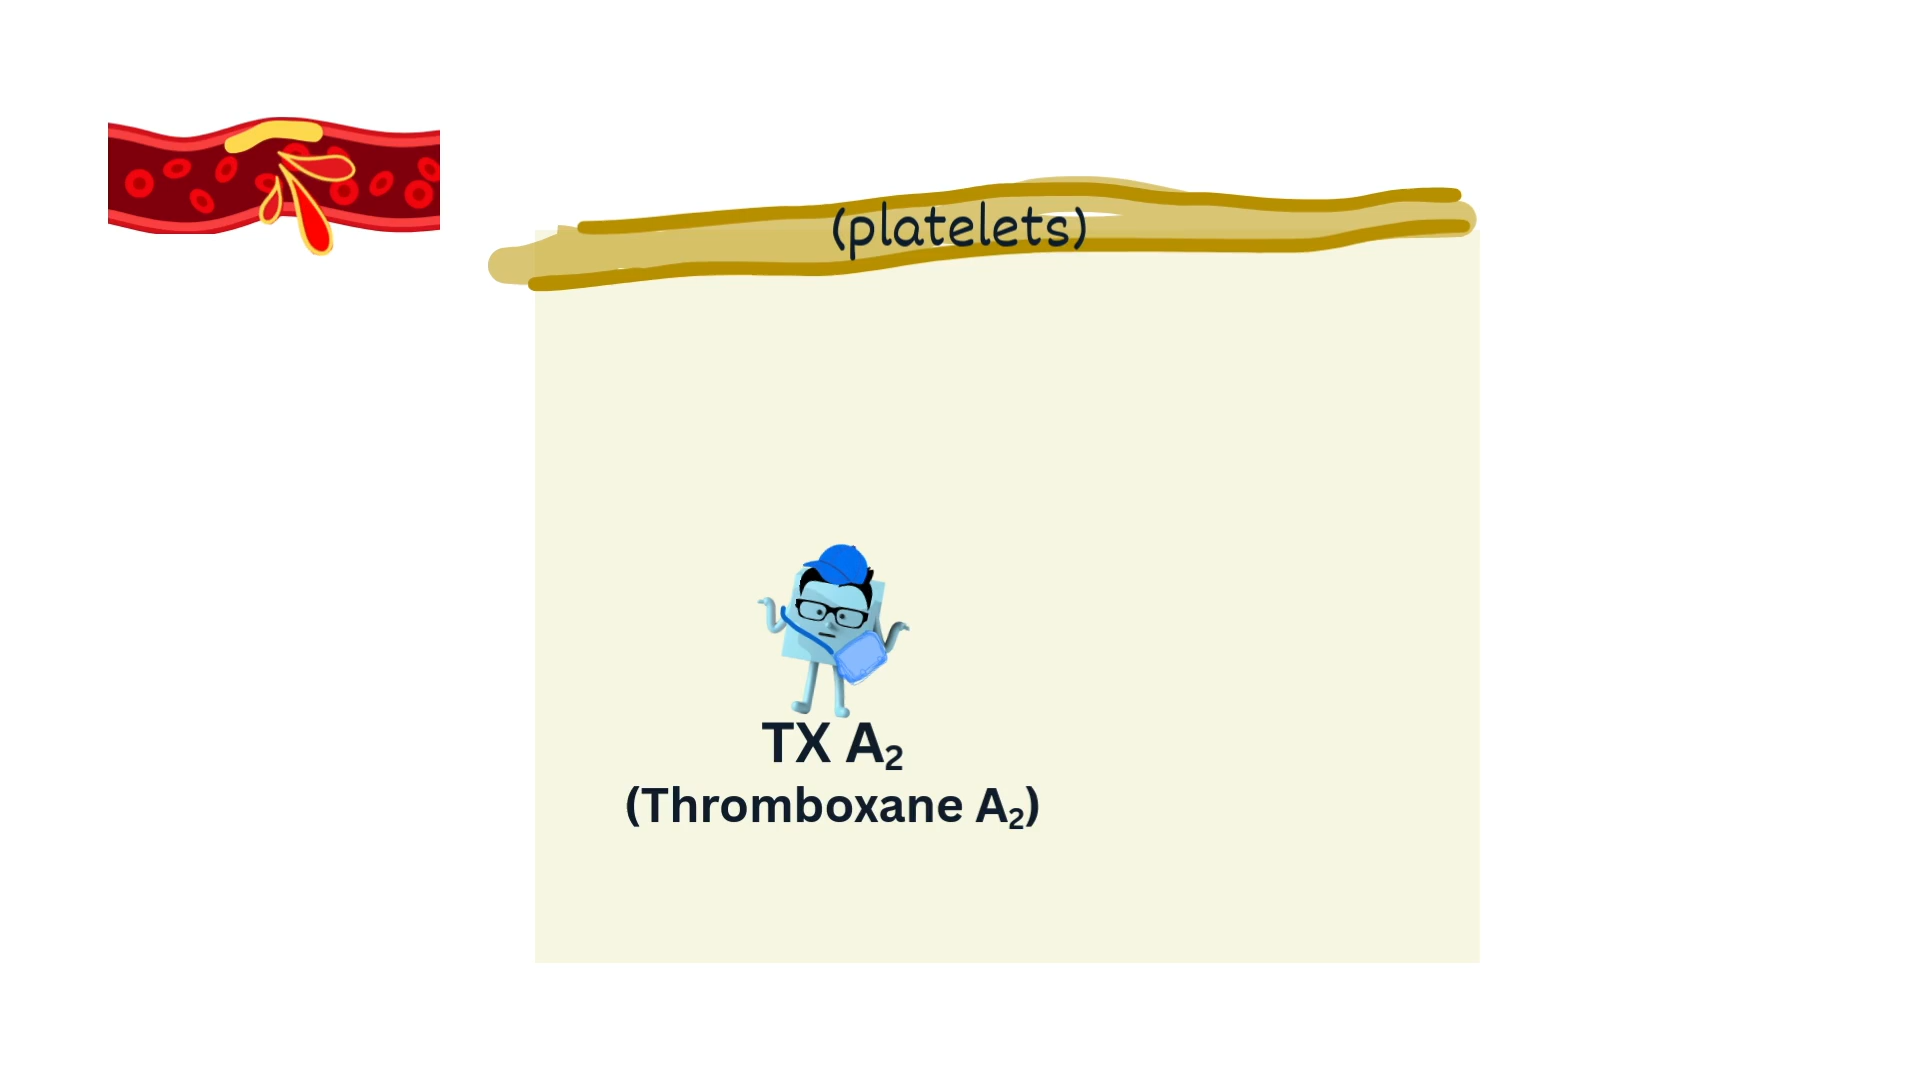 (platelets)
TX A₂
(Thromboxane A₂)